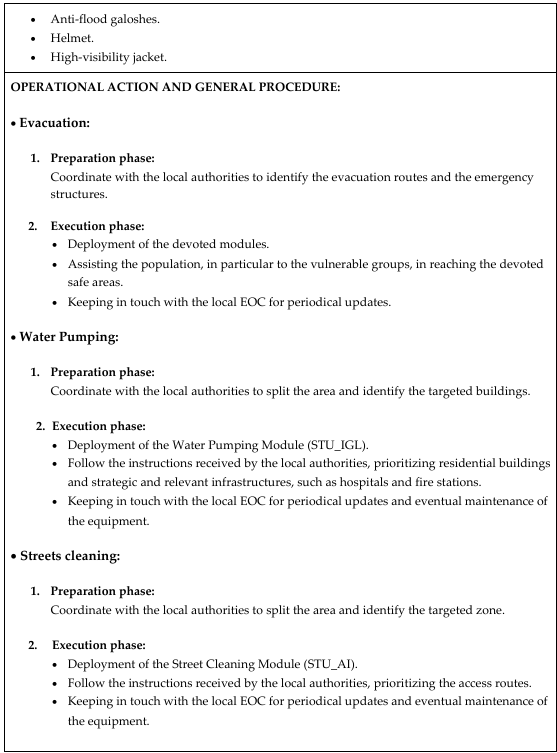 • Anti-flood galoshes.
• Helmet.
• High-visibility jacket.
OPERATIONAL ACTION AND GENERAL PROCEDURE:
• Evacuation:
1. Preparation phase:
Coordinate with the local authorities to identify the evacuation routes and the emergency
structures.
2. Execution phase:
• Deployment of the devoted modules.
• Assisting the population, in particular to the vulnerable groups, in reaching the devoted
safe areas.
• Keeping in touch with the local EOC for periodical updates.
• Water Pumping:
1. Preparation phase:
Coordinate with the local authorities to split the area and identify the targeted buildings.
2. Execution phase:
• Deployment of the Water Pumping Module (STU_IGL).
• Follow the instructions received by the local authorities, prioritizing residential buildings
and strategic and relevant infrastructures, such as hospitals and fire stations.
• Keeping in touch with the local EOC for periodical updates and eventual maintenance of
the equipment.
• Streets cleaning:
1. Preparation phase:
Coordinate with the local authorities to split the area and identify the targeted zone.
2. Execution phase:
• Deployment of the Street Cleaning Module (STU_AI).
• Follow the instructions received by the local authorities, prioritizing the access routes.
• Keeping in touch with the local EOC for periodical updates and eventual maintenance of
the equipment.